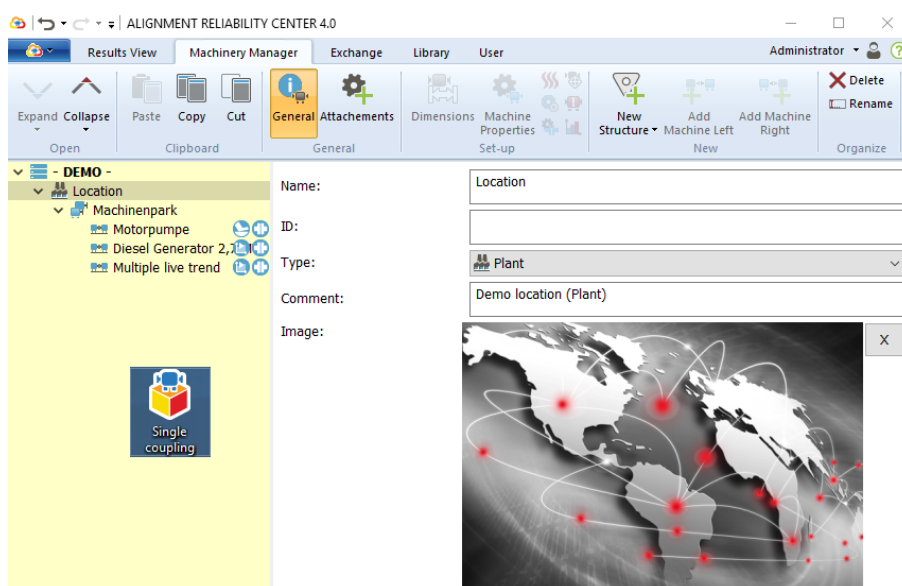 ALIGNMENT RELIABILITY CENTER 4.0
Results View Machinery Manager Exchange Library User Administrator
Expand Collapse Paste Copy Cut General Attachements Dimensions Machine Properties New Structure Add Machine Left Add Machine Right Delete
Rename
Open Clipboard General Set-up New Organize
- DEMO -
Location
Machinenpark
Motorpumpe
Diesel Generator 2,7
Multiple live trend
Single
coupling
Name: Location
ID:
Type: Plant
Comment: Demo location (Plant)
Image: X